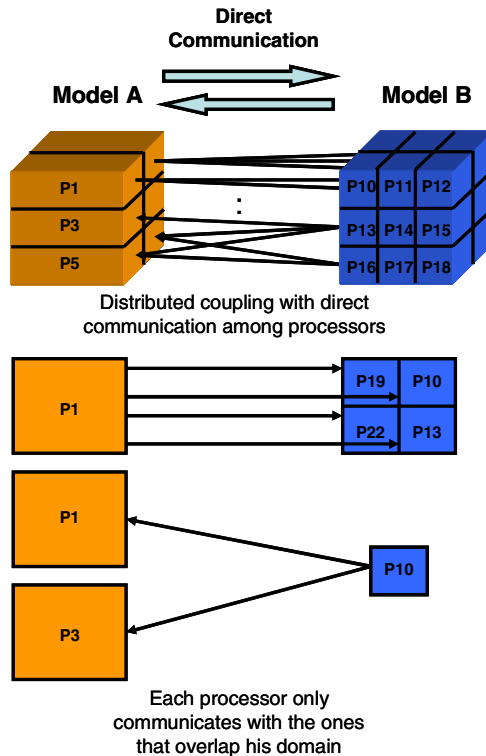 Direct
Communication
Model A
Model B
P1
P3
P5
P10 P11 P12
P13 P14 P15
P16 P17 P18
:
Distributed coupling with direct
communication among processors
P1
P19 P10
P22 P13
P1
P10
P3
Each processor only
communicates with the ones
that overlap his domain